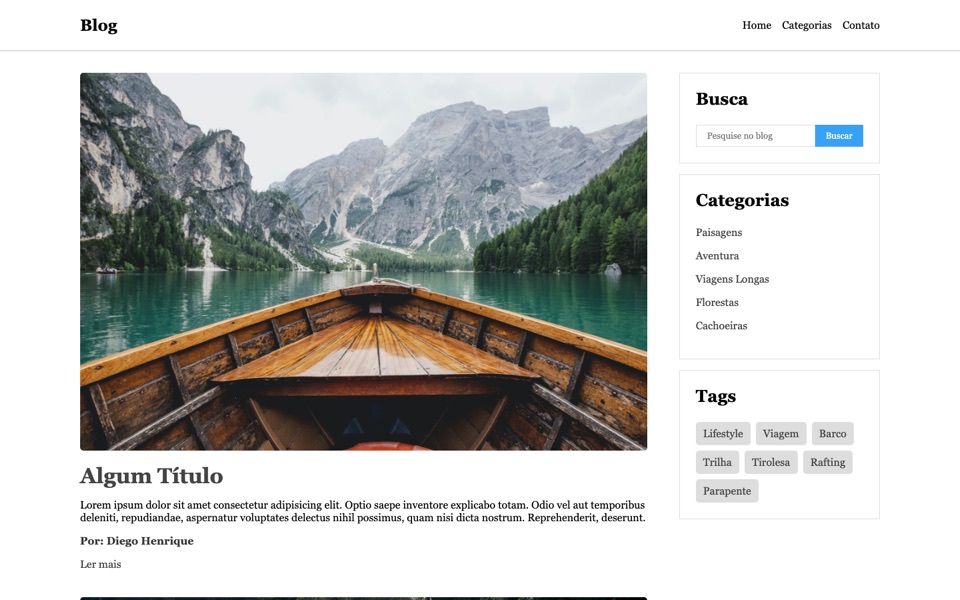 Blog
Home Categorias Contato
Algum Título
Lorem ipsum dolor sit amet consectetur adipisicing elit. Optio saepe inventore explicabo totam. Odio vel aut temporibus
deleniti, repudiandae, aspernatur voluptates delectus nihil possimus, quam nisi dicta nostrum. Reprehenderit, deserunt.
Por: Diego Henrique
Ler mais
Busca
Pesquise no blog Buscar
Categorias
Paisagens
Aventura
Viagens Longas
Florestas
Cachoeiras
Tags
Lifestyle Viagem Barco
Trilha Tirolesa Rafting
Parapente